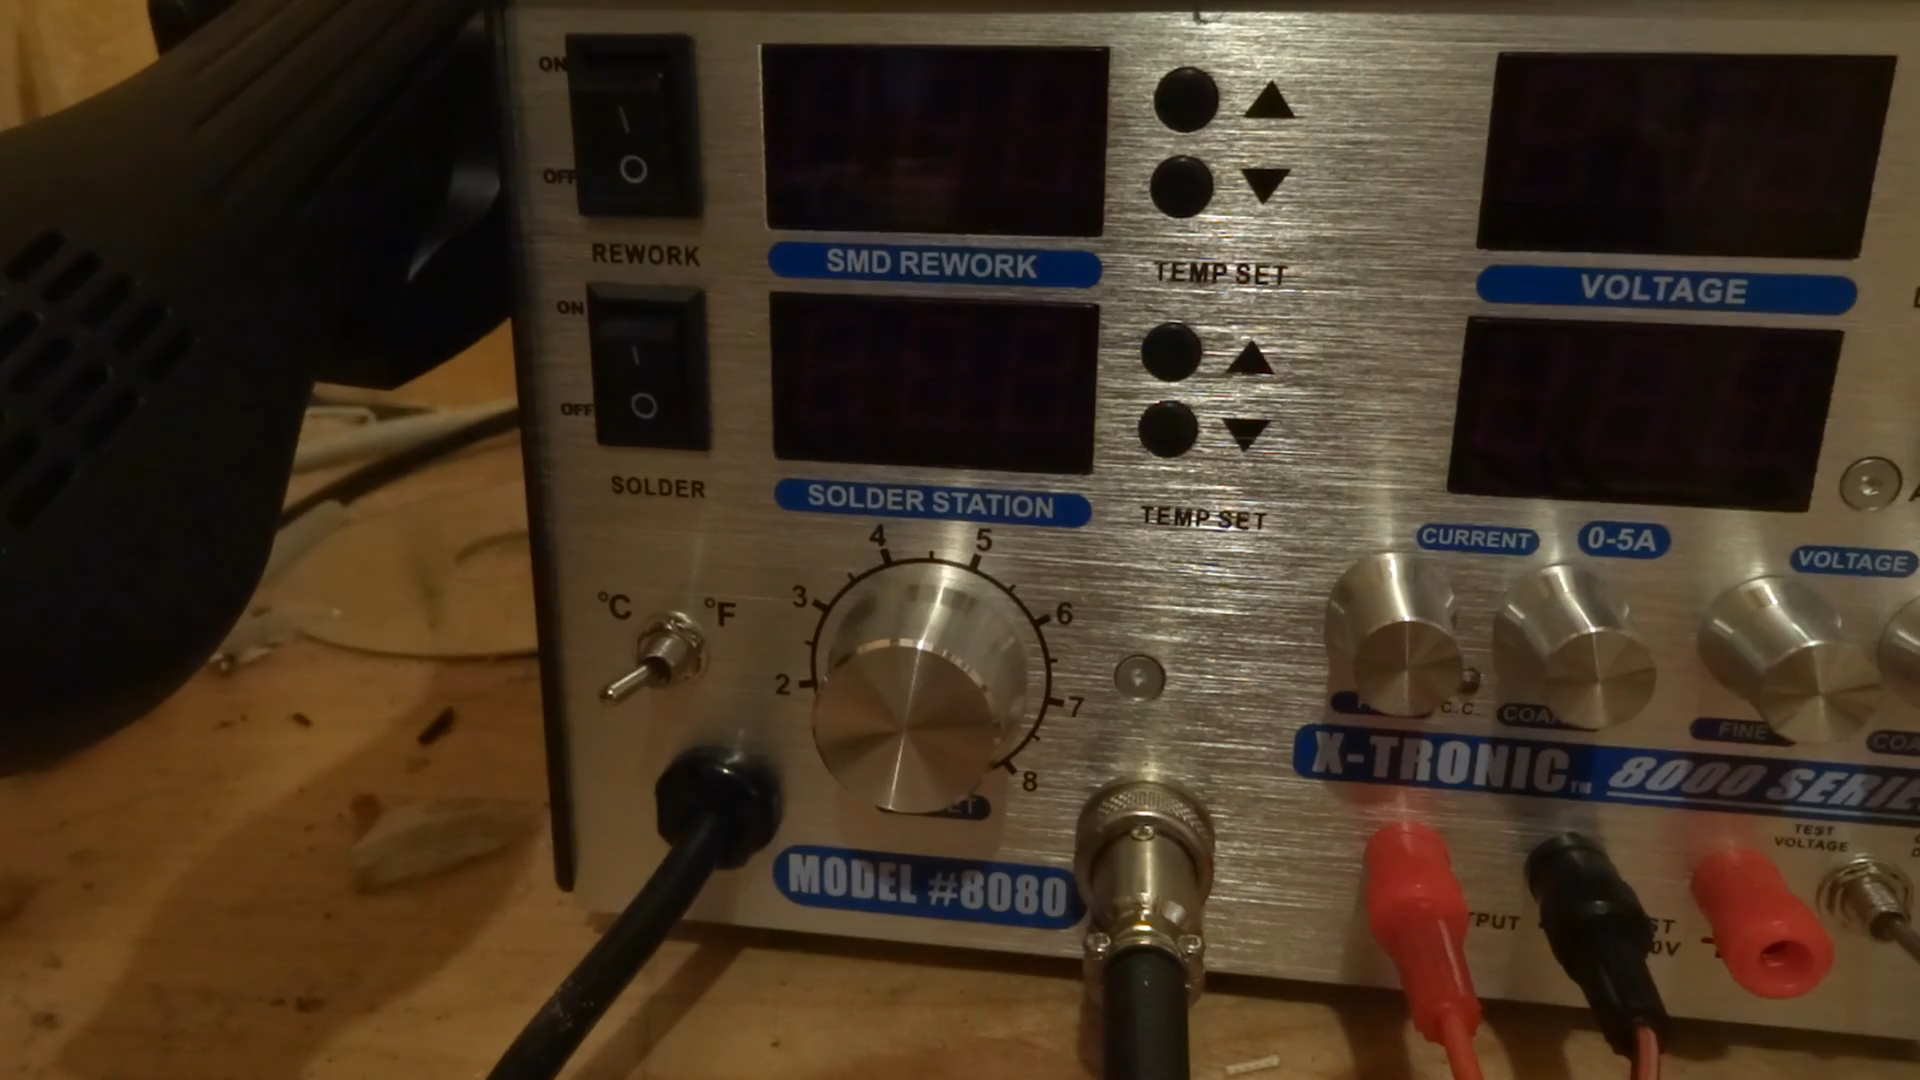 ON
I
O
OFF
REWORK
SMD REWORK
TEMP SET
VOLTAGE
ON
I
O
OFF
SOLDER
SOLDER STATION
TEMP SET
CURRENT
0-5A
VOLTAGE
°C
°F
2
3
4
5
6
7
8
C.C.
FINE
X-TRONIC™ 8000 SERIE
TEST
VOLTAGE
MODEL #8080